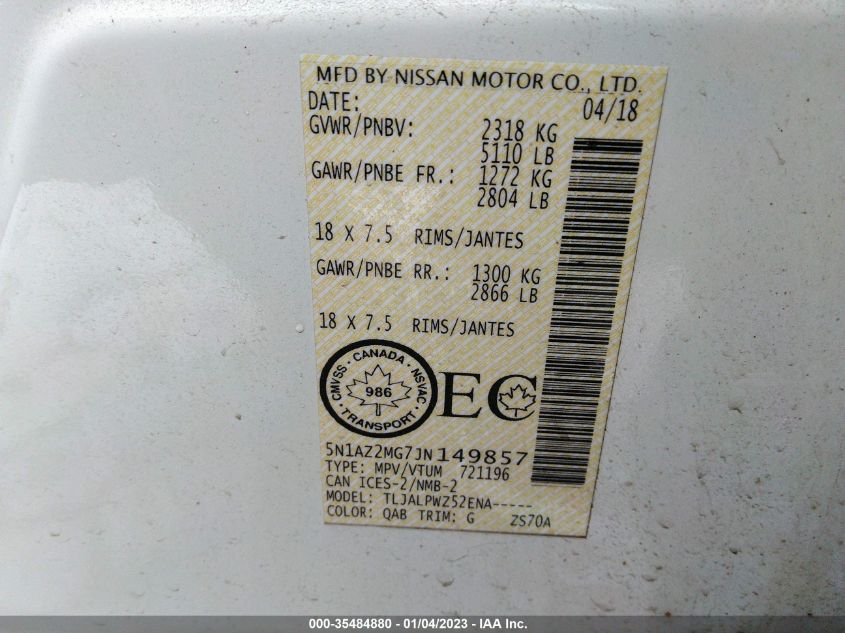 MFD BY NISSAN MOTOR CO., LTD.
DATE: 04/18
GVWR/PNBV: 2318 KG
5110 LB
GAWR/PNBE FR.: 1272 KG
2804 LB
18 X 7.5 RIMS/JANTES
GAWR/PNBE RR.: 1300 KG
2866 LB
18 X 7.5 RIMS/JANTES
CMVSS · CANADA · NSVAC · TRANSPORT ·
986
EC
5N1AZ2MG7JN149857
TYPE: MPV/VTUM 721196
CAN ICES-2/NMB-2
MODEL: TLJALPWZ52ENA-----
COLOR: QAB TRIM: G ZS70A
000-35484880 - 01/04/2023 - IAA Inc.